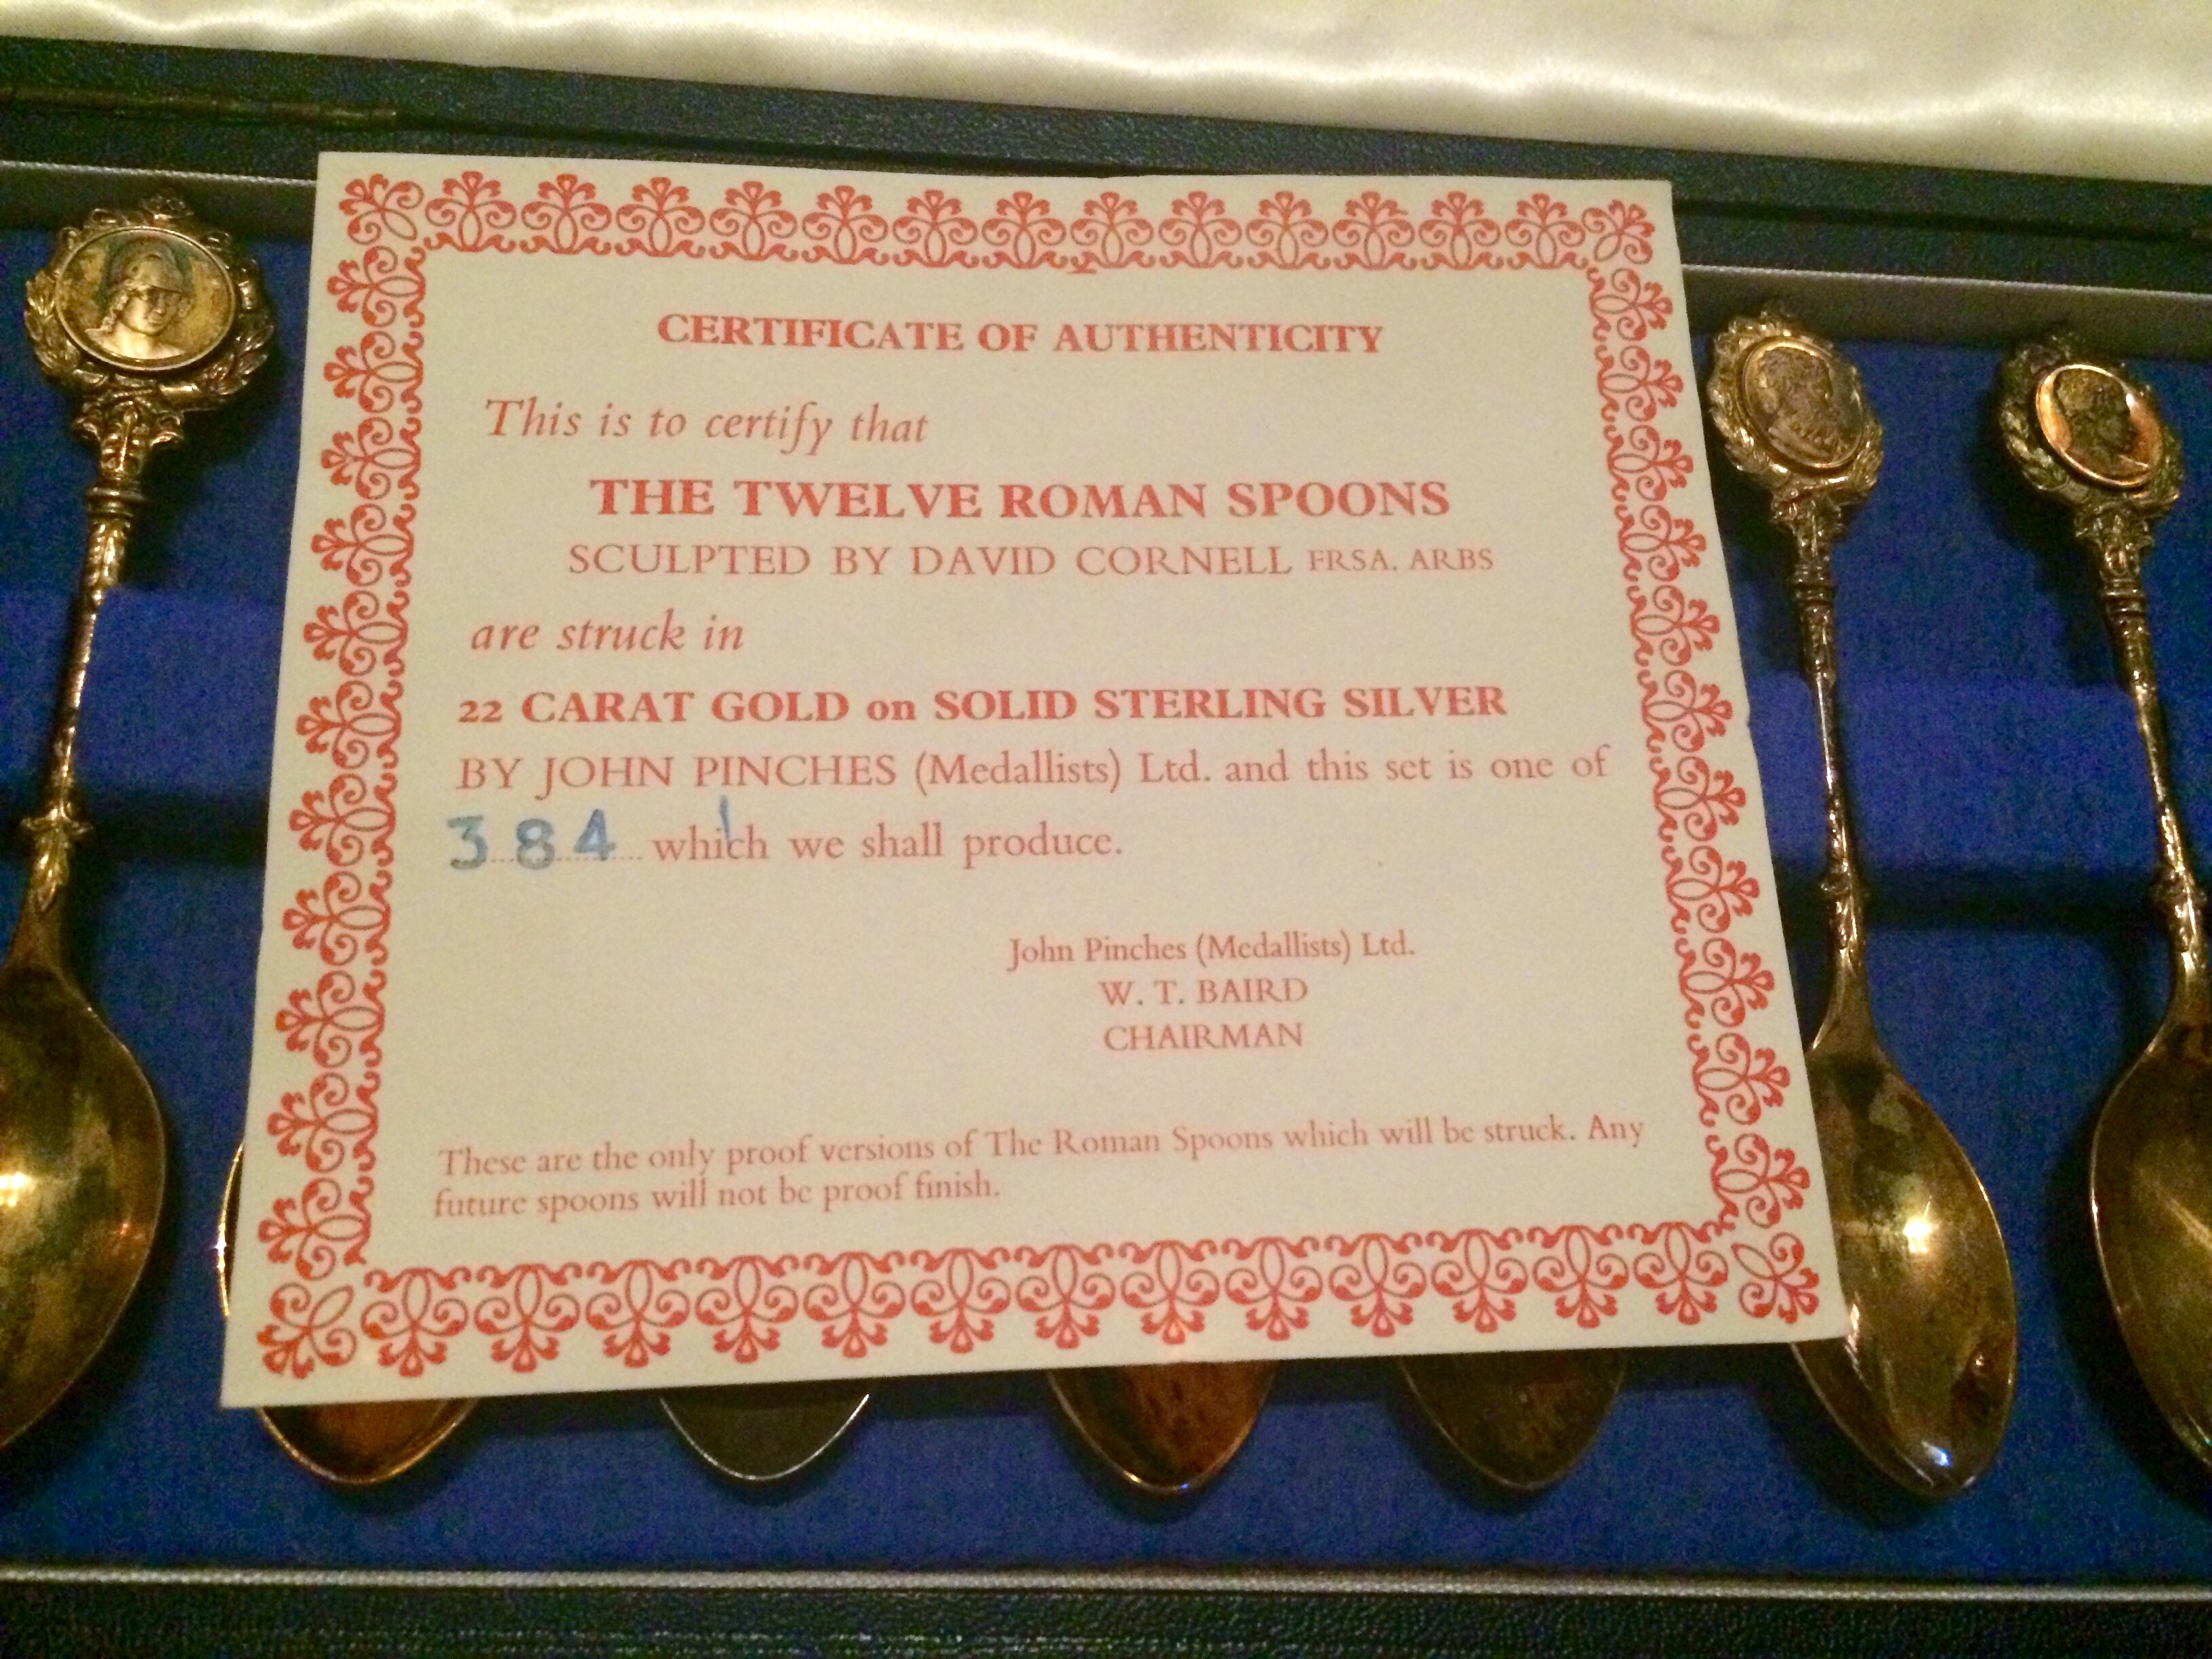 CERTIFICATE OF AUTHENTICITY
This is to certify that
THE TWELVE ROMAN SPOONS
SCULPTED BY DAVID CORNELL FRSA. ARBS
are struck in
22 CARAT GOLD on SOLID STERLING SILVER
BY JOHN PINCHES (Medallists) Ltd. and this set is one of
384 which we shall produce.
John Pinches (Medallists) Ltd.
W. T. BAIRD
CHAIRMAN
These are the only proof versions of The Roman Spoons which will be struck. Any
future spoons will not be proof finish.